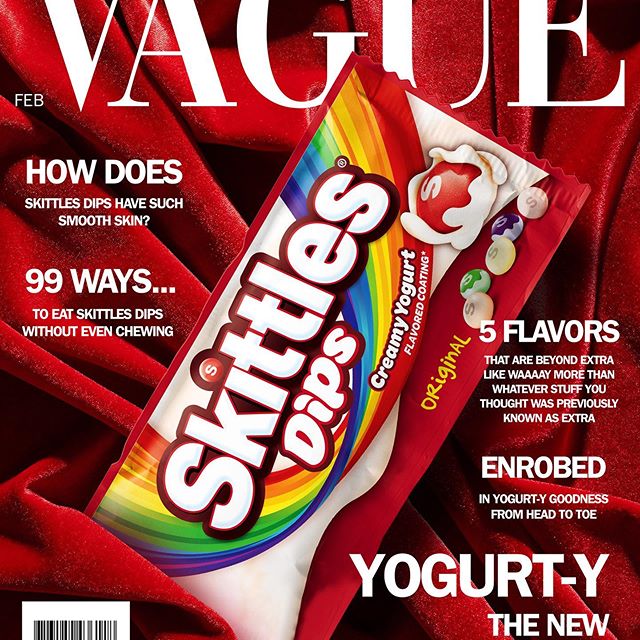 VAGUE
FEB
HOW DOES
SKITTLES DIPS HAVE SUCH
SMOOTH SKIN?
99 WAYS...
TO EAT SKITTLES DIPS
WITHOUT EVEN CHEWING
Skittles®
Dips
Creamy Yogurt
FLAVORED COATING*
ORiginAL
5 FLAVORS
THAT ARE BEYOND EXTRA
LIKE WAAAAY MORE THAN
WHATEVER STUFF YOU
THOUGHT WAS PREVIOUSLY
KNOWN AS EXTRA
ENROBED
IN YOGURT-Y GOODNESS
FROM HEAD TO TOE
YOGURT-Y
THE NEW